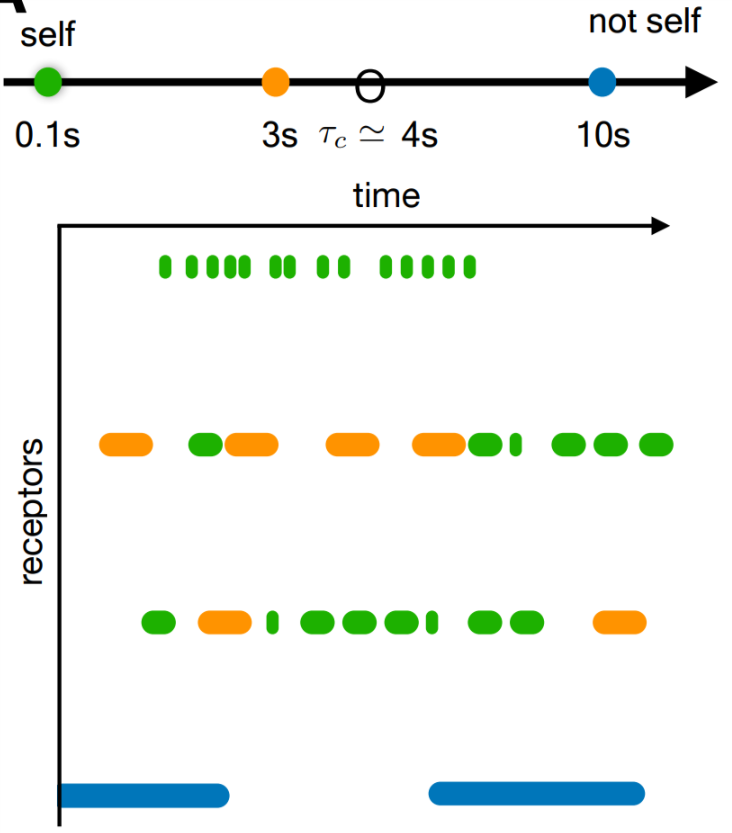 A
self
not self
0.1s
3s
τc ≃ 4s
10s
time
receptors